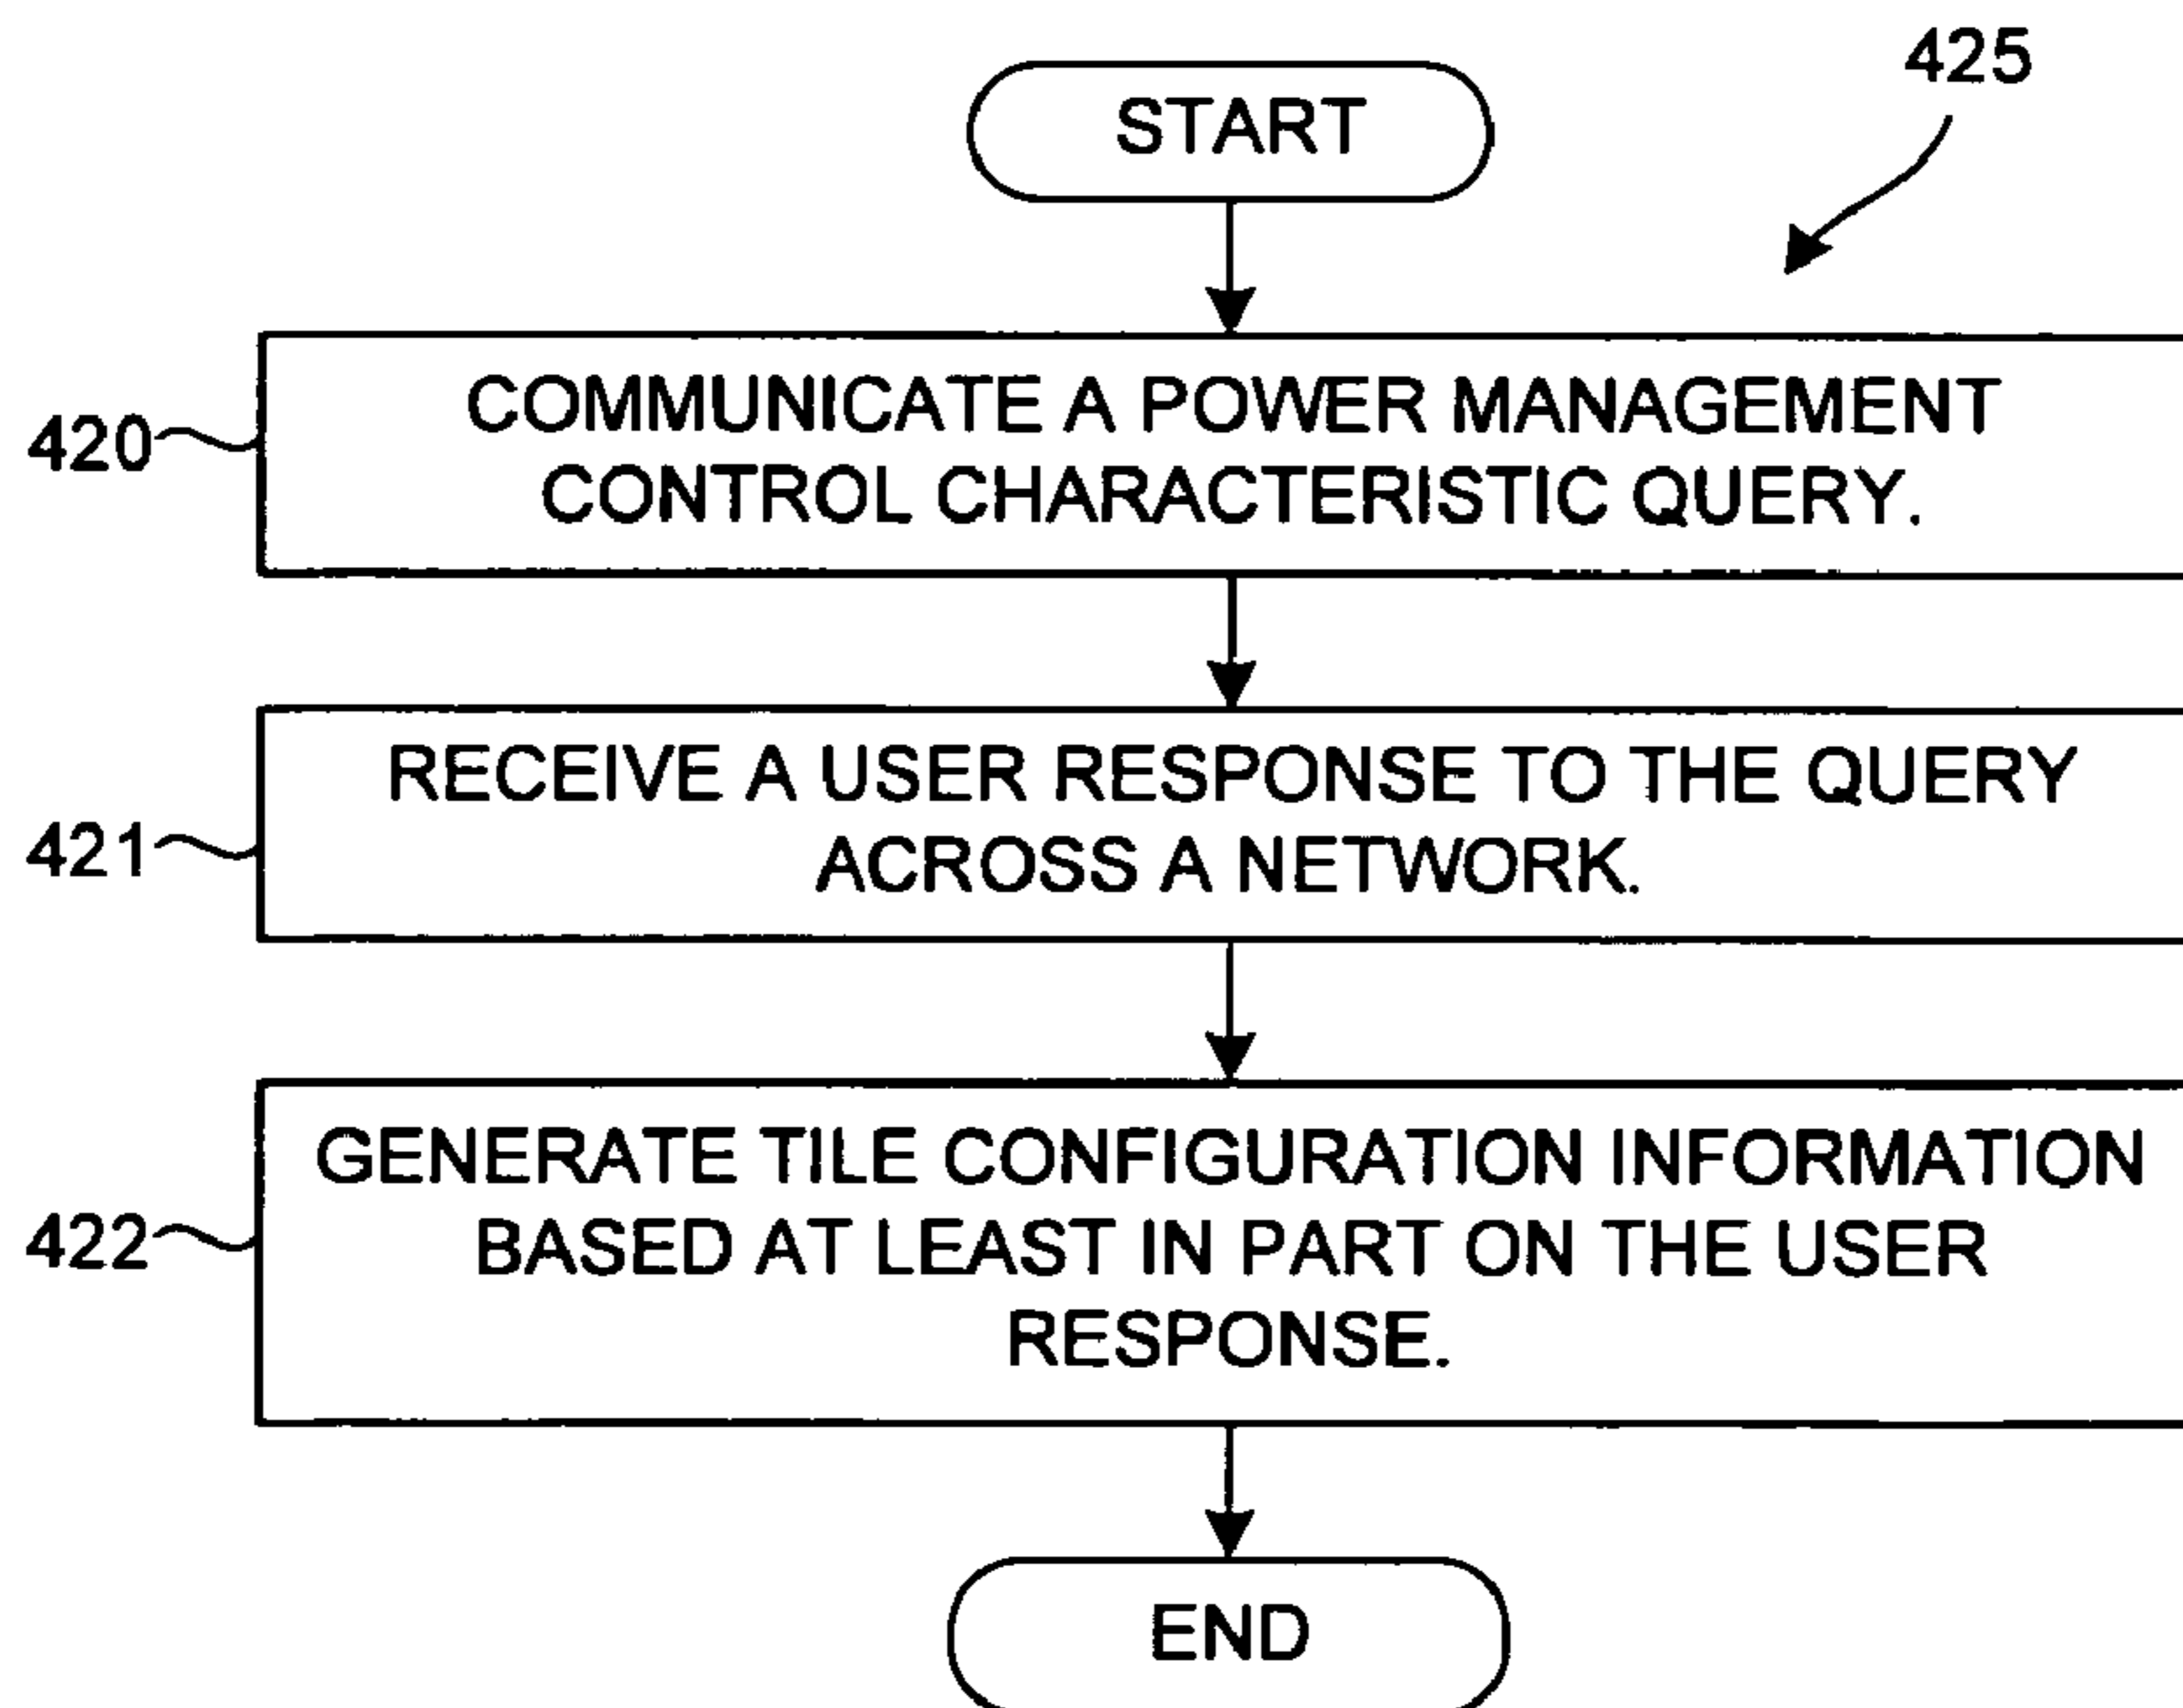 425
START
420
COMMUNICATE A POWER MANAGEMENT
CONTROL CHARACTERISTIC QUERY.
RECEIVE A USER RESPONSE TO THE QUERY
421
ACROSS A NETWORK.
GENERATE TILE CONFIGURATION INFORMATION
422
BASED AT LEAST IN PART ON THE USER
RESPONSE.
END